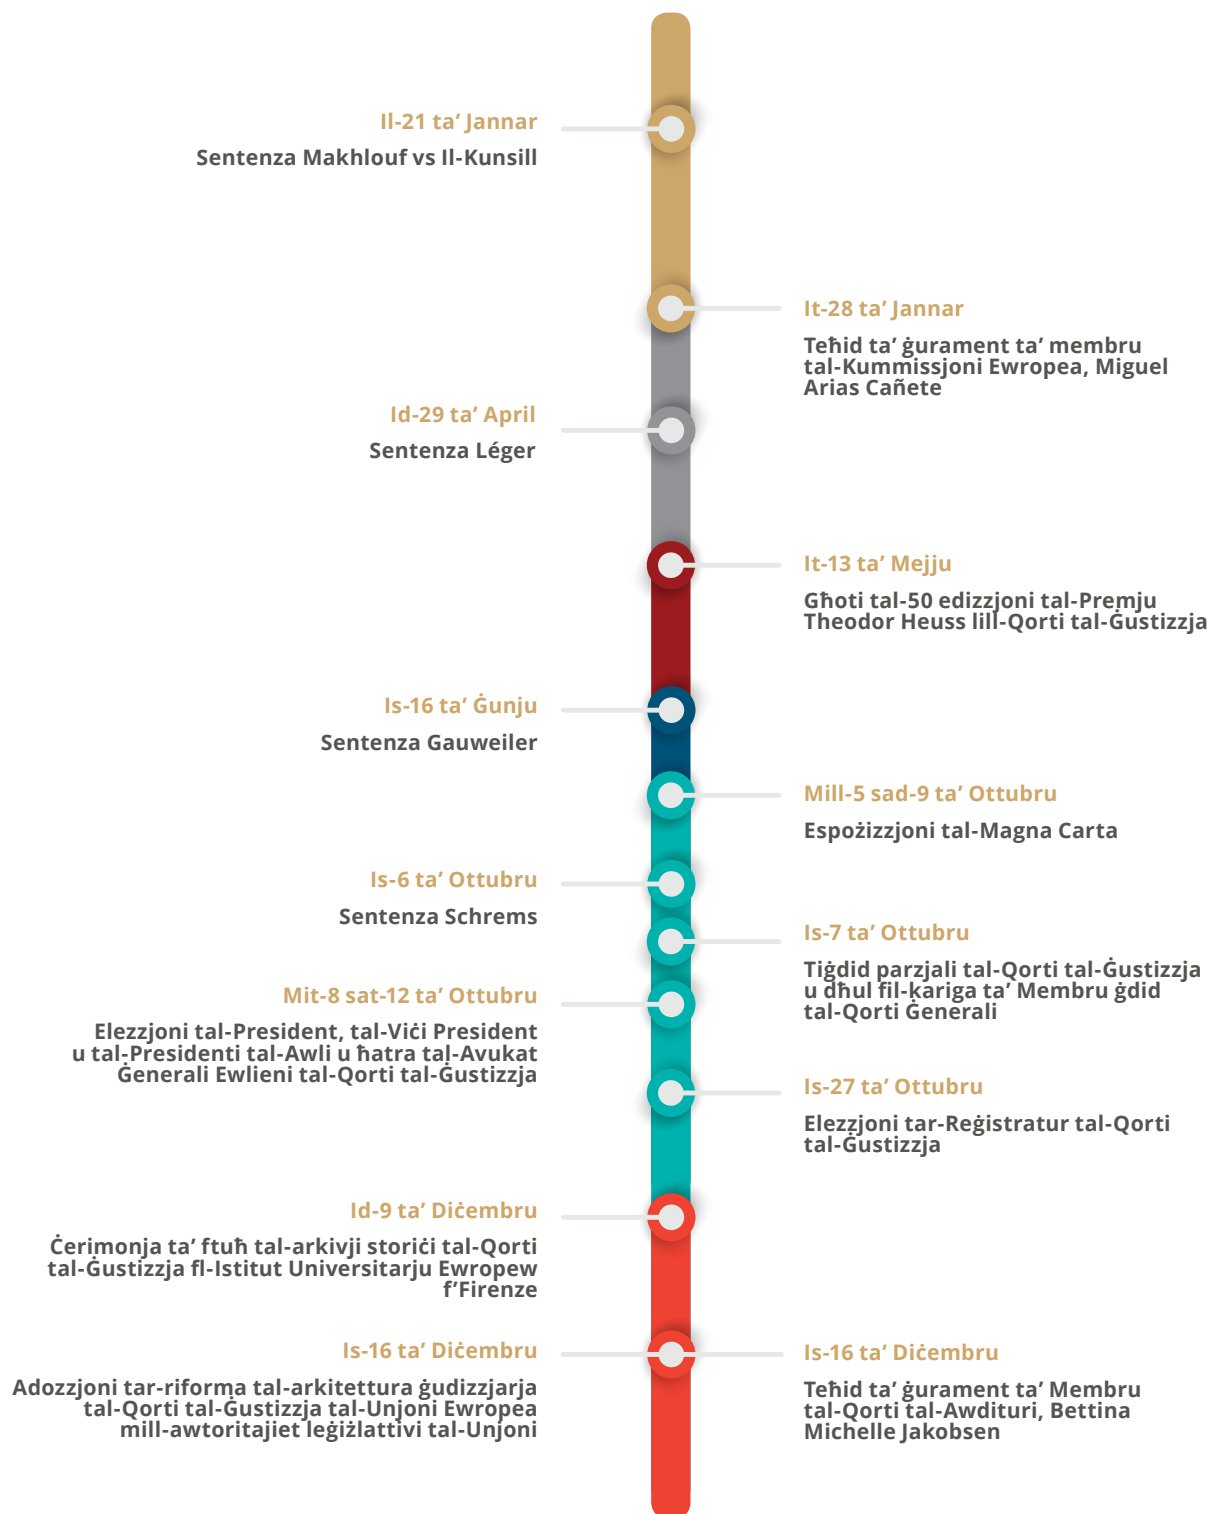 Il-21 ta’ Jannar
Sentenza Makhlouf vs Il-Kunsill
It-28 ta’ Jannar
Teħid ta’ ġurament ta’ membru
tal-Kummissjoni Ewropea, Miguel
Arias Cañete
Id-29 ta’ April
Sentenza Léger
It-13 ta’ Mejju
Għoti tal-50 edizzjoni tal-Premju
Theodor Heuss lill-Qorti tal-Ġustizzja
Is-16 ta’ Ġunju
Sentenza Gauweiler
Mill-5 sad-9 ta’ Ottubru
Espożizzjoni tal-Magna Carta
Is-6 ta’ Ottubru
Sentenza Schrems
Is-7 ta’ Ottubru
Tiġdid parzjali tal-Qorti tal-Ġustizzja
u dħul fil-kariga ta’ Membru ġdid
tal-Qorti Ġenerali
Mit-8 sat-12 ta’ Ottubru
Elezzjoni tal-President, tal-Viċi President
u tal-Presidenti tal-Awli u ħatra tal-Avukat
Ġenerali Ewlieni tal-Qorti tal-Ġustizzja
Is-27 ta’ Ottubru
Elezzjoni tar-Reġistratur tal-Qorti
tal-Ġustizzja
Id-9 ta’ Diċembru
Ċerimonja ta’ ftuħ tal-arkivji storiċi tal-Qorti
tal-Ġustizzja fl-Istitut Universitarju Ewropew
f’Firenze
Is-16 ta’ Diċembru
Adozzjoni tar-riforma tal-arkitettura ġudizzjarja
tal-Qorti tal-Ġustizzja tal-Unjoni Ewropea
mill-awtoritajiet leġiżlattivi tal-Unjoni
Is-16 ta’ Diċembru
Teħid ta’ ġurament ta’ Membru
tal-Qorti tal-Awdituri, Bettina
Michelle Jakobsen